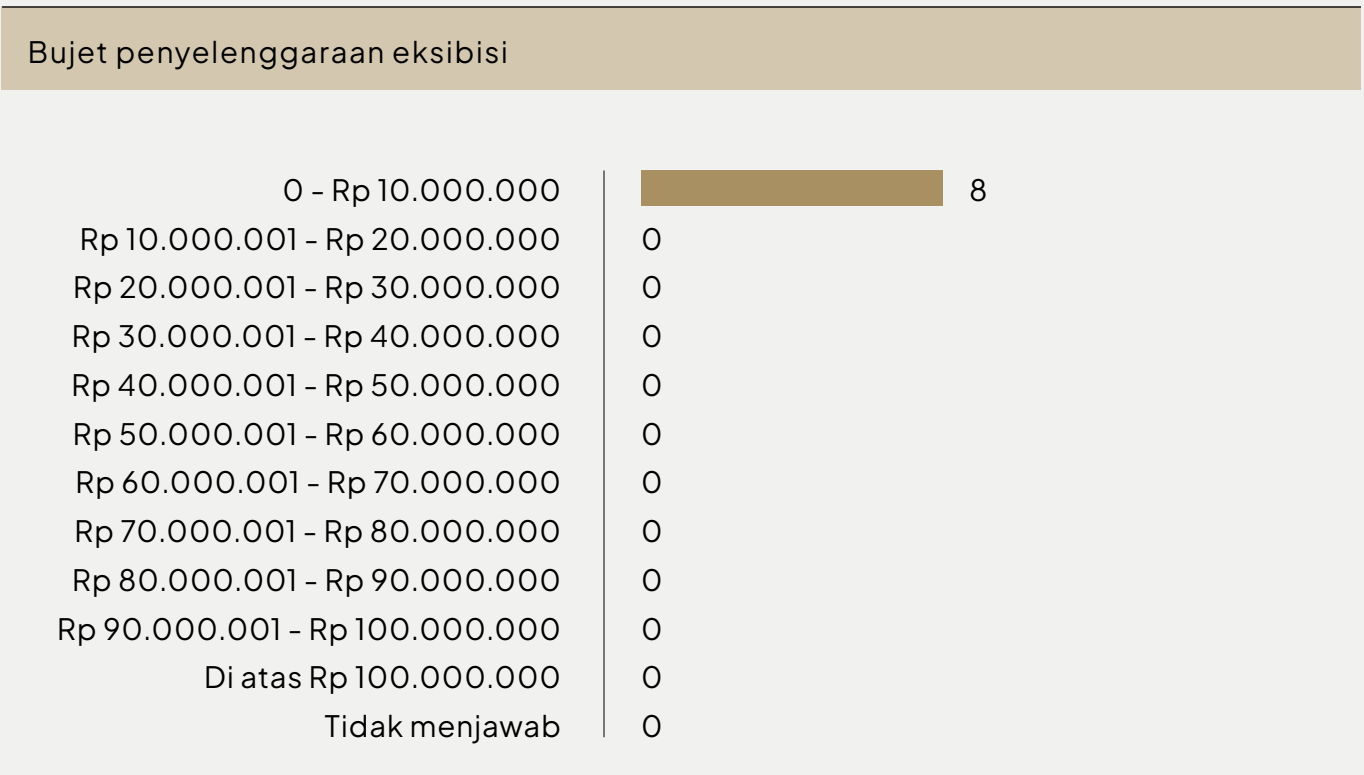 Bujet penyelenggaraan eksibisi
0 - Rp 10.000.000 8
Rp 10.000.001 - Rp 20.000.000 0
Rp 20.000.001 - Rp 30.000.000 0
Rp 30.000.001 - Rp 40.000.000 0
Rp 40.000.001 - Rp 50.000.000 0
Rp 50.000.001 - Rp 60.000.000 0
Rp 60.000.001 - Rp 70.000.000 0
Rp 70.000.001 - Rp 80.000.000 0
Rp 80.000.001 - Rp 90.000.000 0
Rp 90.000.001 - Rp 100.000.000 0
Di atas Rp 100.000.000 0
Tidak menjawab 0